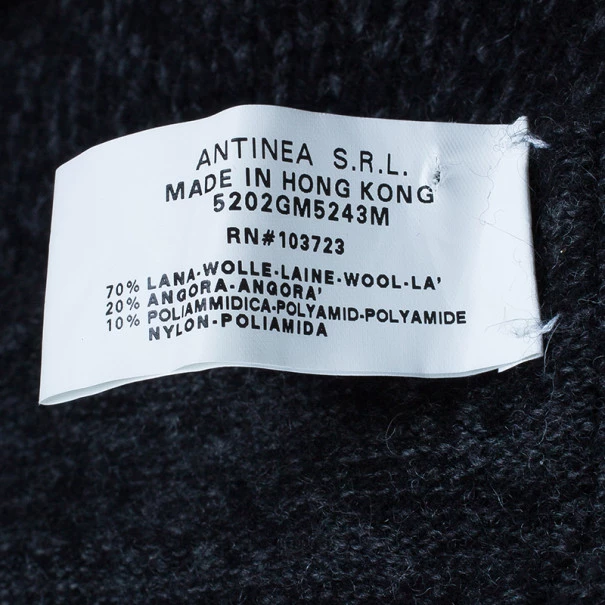 ANTINEA S.R.L.
MADE IN HONG KONG
5202GM5243M
RN#103723
70% LANA-WOLLE-LAINE-WOOL-LA'
20% ANGORA-ANGORA'
10% POLIAMMIDICA-POLYAMID-POLYAMIDE
NYLON-POLIAMIDA